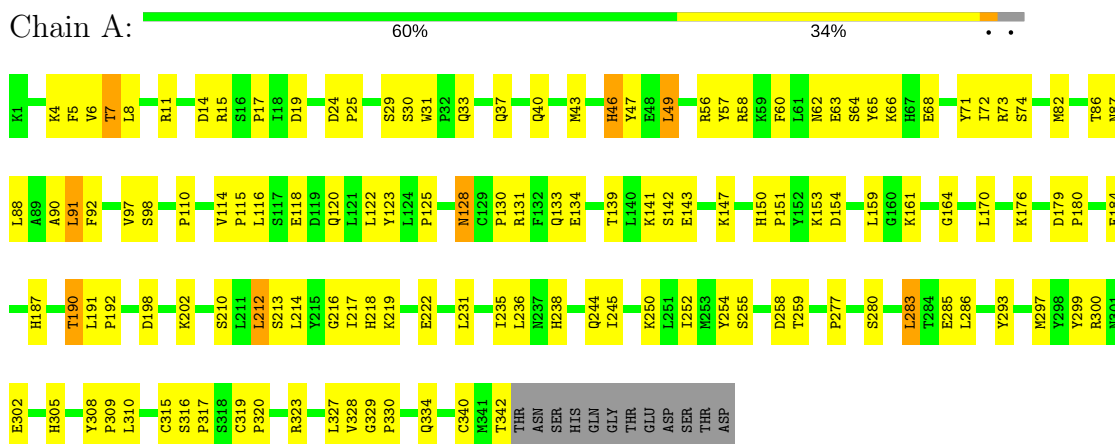 Chain A:
60% 34% • •
K1 K4 F5 V6 T7 L8 R11 D14 R15 S16 P17 I18 D19 D24 P25 S29 S30 W31 P32 Q33 Q37 Q40 M43 H46 Y47 E48 L49 R56 Y57 R58 K59 F60 L61 N62 E63 S64 Y65 K66 H67 E68 Y71 I72 R73 S74 M82 T86 N87
L88 A89 A90 L91 F92 V97 S98 P110 V114 P115 L116 S117 E118 D119 Q120 L121 L122 Y123 L124 P125 N128 C129 P130 R131 F132 Q133 E134 T139 L140 K141 S142 E143 K147 H150 P151 Y152 K153 D154 L159 G160 K161 G164 L170 K176 D179 P180
H187 T190 L191 P192 D198 K202 S210 L211 L212 S213 L214 Y215 G216 I217 H218 K219 E222 L231 I235 L236 N237 H238 Q244 I245 K250 L251 I252 M253 Y254 S255 D258 T259 P277 S280 L283 T284 E285 L286 Y293 M297 Y298 Y299 R300 N301
E302 H305 Y308 P309 L310 C315 S316 P317 S318 C319 P320 R323 L327 V328 G329 P330 Q334 C340 M341 T342 THR ASN SER HIS GLN GLY THR GLU ASP SER THR ASP